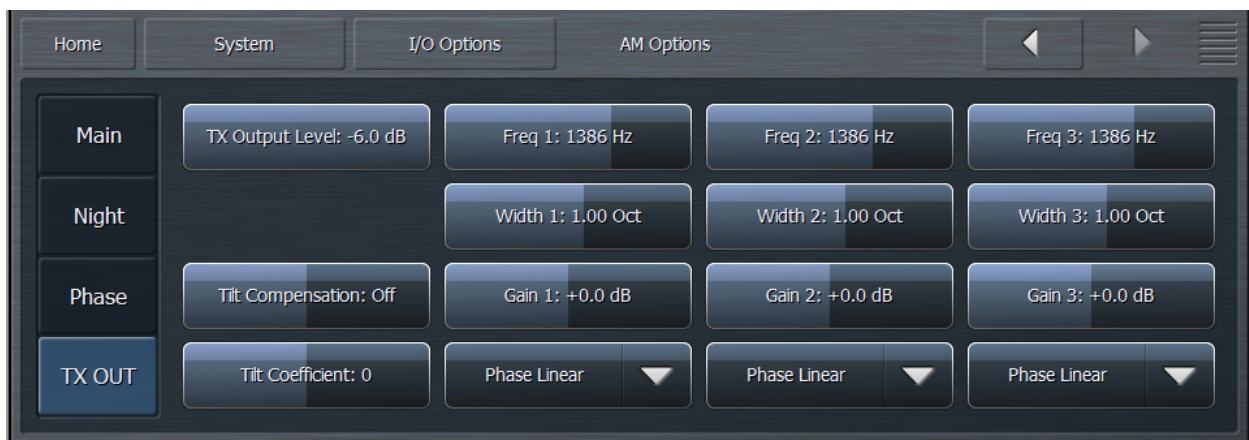 Home System I/O Options AM Options
Main TX Output Level: -6.0 dB Freq 1: 1386 Hz Freq 2: 1386 Hz Freq 3: 1386 Hz
Night Width 1: 1.00 Oct Width 2: 1.00 Oct Width 3: 1.00 Oct
Phase Tilt Compensation: Off Gain 1: +0.0 dB Gain 2: +0.0 dB Gain 3: +0.0 dB
TX OUT Tilt Coefficient: 0 Phase Linear Phase Linear Phase Linear